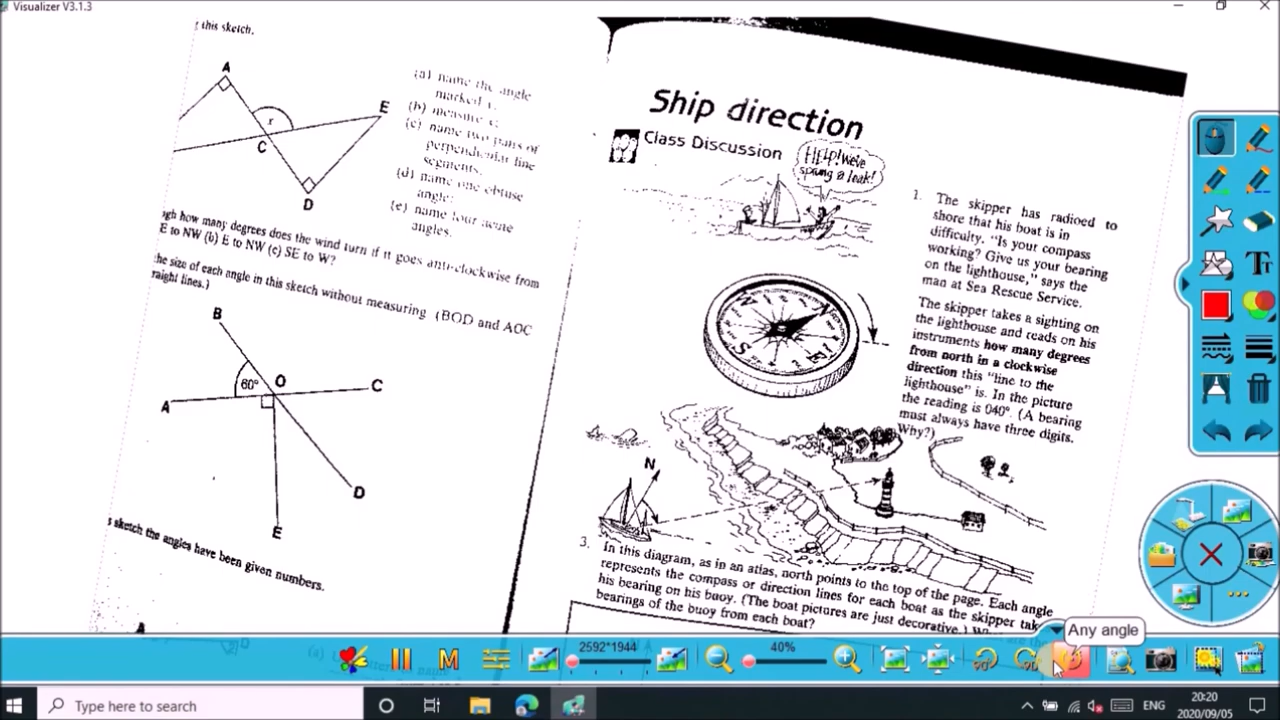 Visualizer V3.1.3
this sketch.
A
E
x
C
D
(a) name the angle
marked x.
(b) measure x.
(c) name two pairs of
perpendicular line
segments.
(d) name one obtuse
angle.
(e) name four acute
angles.
how many degrees does the wind turn if it goes anti-clockwise from
E to NW (b) E to NW (c) SE to W?
the size of each angle in this sketch without measuring (BOD and AOC
lines.)
B
60°
O
C
A
D
E
sketch the angles have been given numbers.
A
Ship direction
Class Discussion
HELP! We've
sprung a leak!
1. The skipper has radioed to
shore that his boat is in
difficulty. "Is your compass
working? Give us your bearing
on the lighthouse," says the
man at Sea Rescue Service.
The skipper takes a sighting on
the lighthouse and reads on his
instruments how many degrees
from north in a clockwise
direction this "line to the
lighthouse" is. In the picture
the reading is 040°. (A bearing
must always have three digits.
Why?)
N
E
S
N
3. In this diagram, as in an atlas, north points to the top of the page. Each angle
represents the compass or direction lines for each boat as the skipper
his bearing on his buoy. (The boat pictures are just decorative.)
bearings of the buoy from each boat?
Any angle
M
2592*1944
40%
90
90
TT
Type here to search
ENG
20:20
2020/09/05